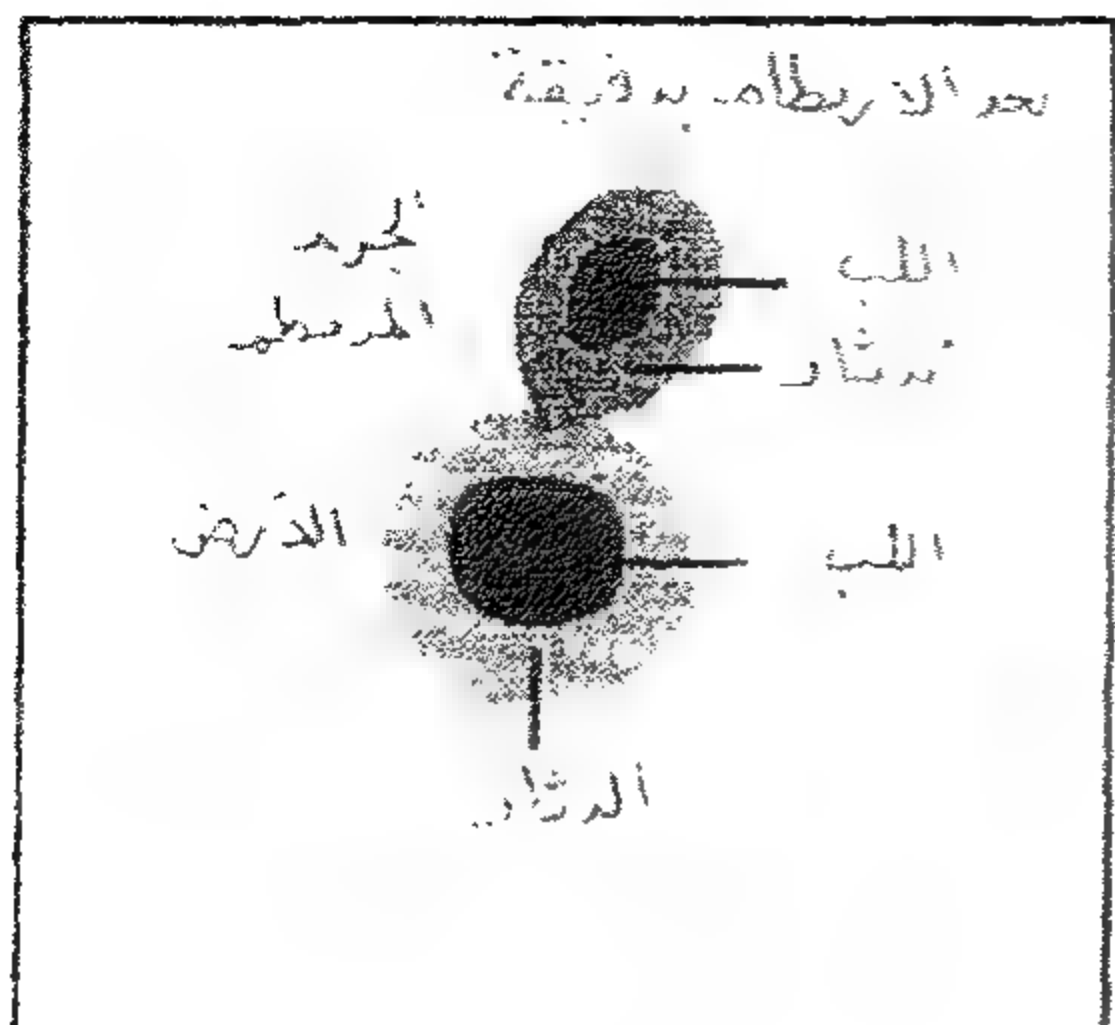 بعد الارتطام بدقيقة
الجرم
المرتطم
اللب
دثار
الأرض
اللب
الدثار